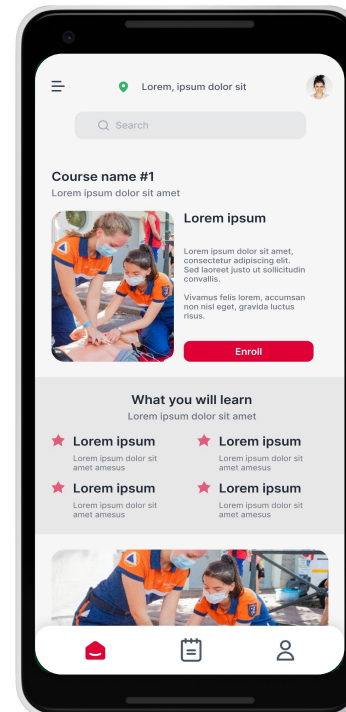 Lorem, ipsum dolor sit
Search
Course name #1
Lorem ipsum dolor sit amet
Lorem ipsum
Lorem ipsum dolor sit amet,
consectetur adipiscing elit.
Sed laoreet justo ut sollicitudin
convallis.
Vivamus felis lorem, accumsan
non nisl eget, gravida luctus
risus.
Enroll
What you will learn
Lorem ipsum dolor sit amet
Lorem ipsum
Lorem ipsum dolor sit
amet amesus
Lorem ipsum
Lorem ipsum dolor sit
amet amesus
Lorem ipsum
Lorem ipsum dolor sit
amet amesus
Lorem ipsum
Lorem ipsum dolor sit
amet amesus